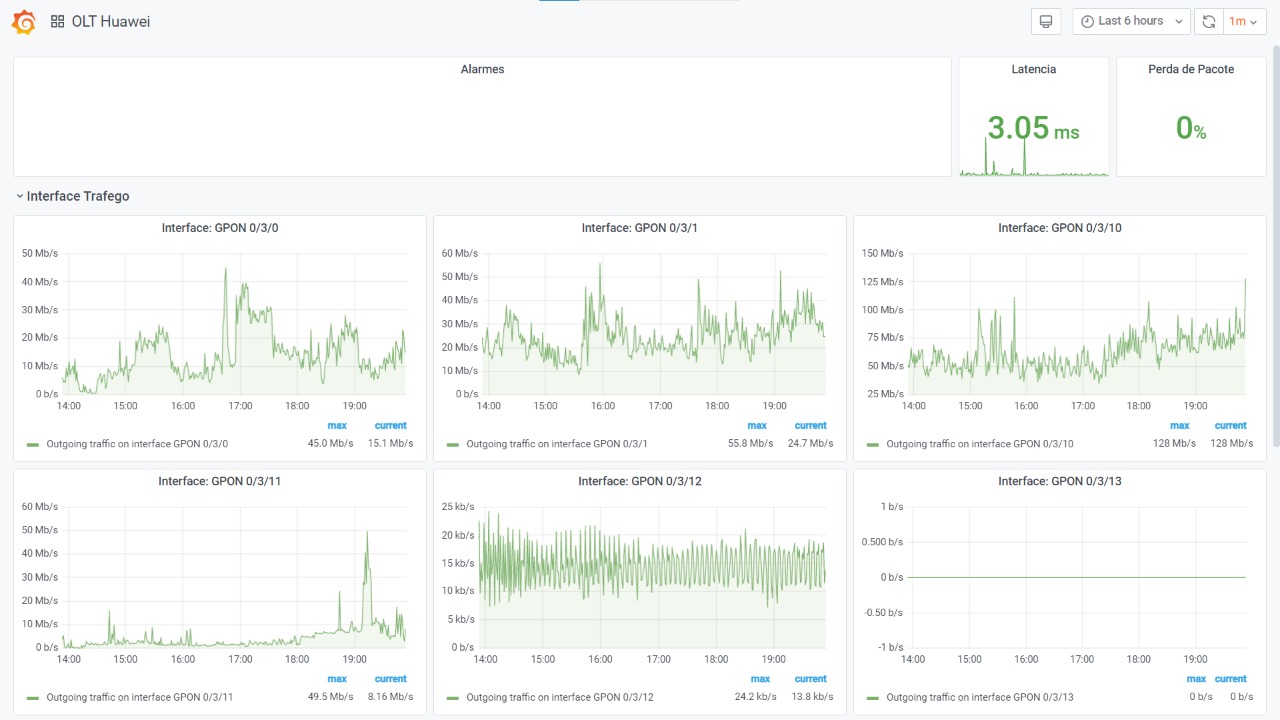 OLT Huawei
Last 6 hours
1m
Alarmes
Latencia
3.05 ms
Perda de Pacote
0%
Interface Trafego
Interface: GPON 0/3/0
50 Mb/s
40 Mb/s
30 Mb/s
20 Mb/s
10 Mb/s
0 b/s
14:00 15:00 16:00 17:00 18:00 19:00
max current
Outgoing traffic on interface GPON 0/3/0 45.0 Mb/s 15.1 Mb/s
Interface: GPON 0/3/1
60 Mb/s
50 Mb/s
40 Mb/s
30 Mb/s
20 Mb/s
10 Mb/s
0 b/s
14:00 15:00 16:00 17:00 18:00 19:00
max current
Outgoing traffic on interface GPON 0/3/1 55.8 Mb/s 24.7 Mb/s
Interface: GPON 0/3/10
150 Mb/s
125 Mb/s
100 Mb/s
75 Mb/s
50 Mb/s
25 Mb/s
14:00 15:00 16:00 17:00 18:00 19:00
max current
Outgoing traffic on interface GPON 0/3/10 128 Mb/s 128 Mb/s
Interface: GPON 0/3/11
60 Mb/s
50 Mb/s
40 Mb/s
30 Mb/s
20 Mb/s
10 Mb/s
0 b/s
14:00 15:00 16:00 17:00 18:00 19:00
max current
Outgoing traffic on interface GPON 0/3/11 49.5 Mb/s 8.16 Mb/s
Interface: GPON 0/3/12
25 kb/s
20 kb/s
15 kb/s
10 kb/s
5 kb/s
0 b/s
14:00 15:00 16:00 17:00 18:00 19:00
max current
Outgoing traffic on interface GPON 0/3/12 24.2 kb/s 13.8 kb/s
Interface: GPON 0/3/13
1 b/s
0.500 b/s
0 b/s
-0.50 b/s
-1 b/s
14:00 15:00 16:00 17:00 18:00 19:00
max current
Outgoing traffic on interface GPON 0/3/13 0 b/s 0 b/s